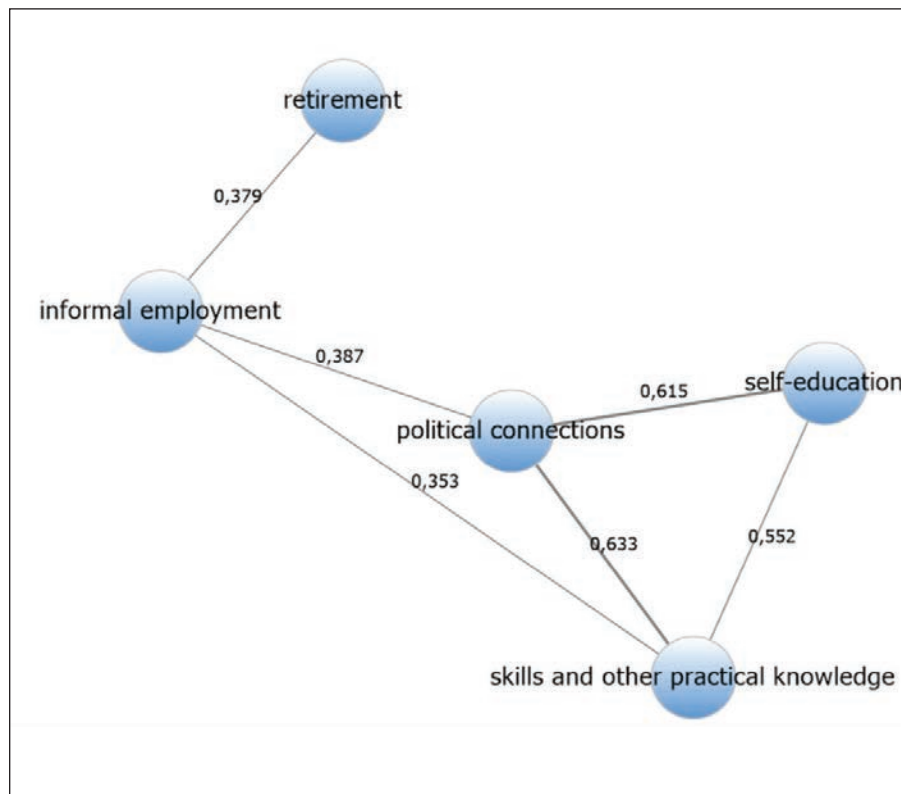 retirement
0,379
informal employment
0,387
self-education
0,615
political connections
0,353
0,633
0,552
skills and other practical knowledge